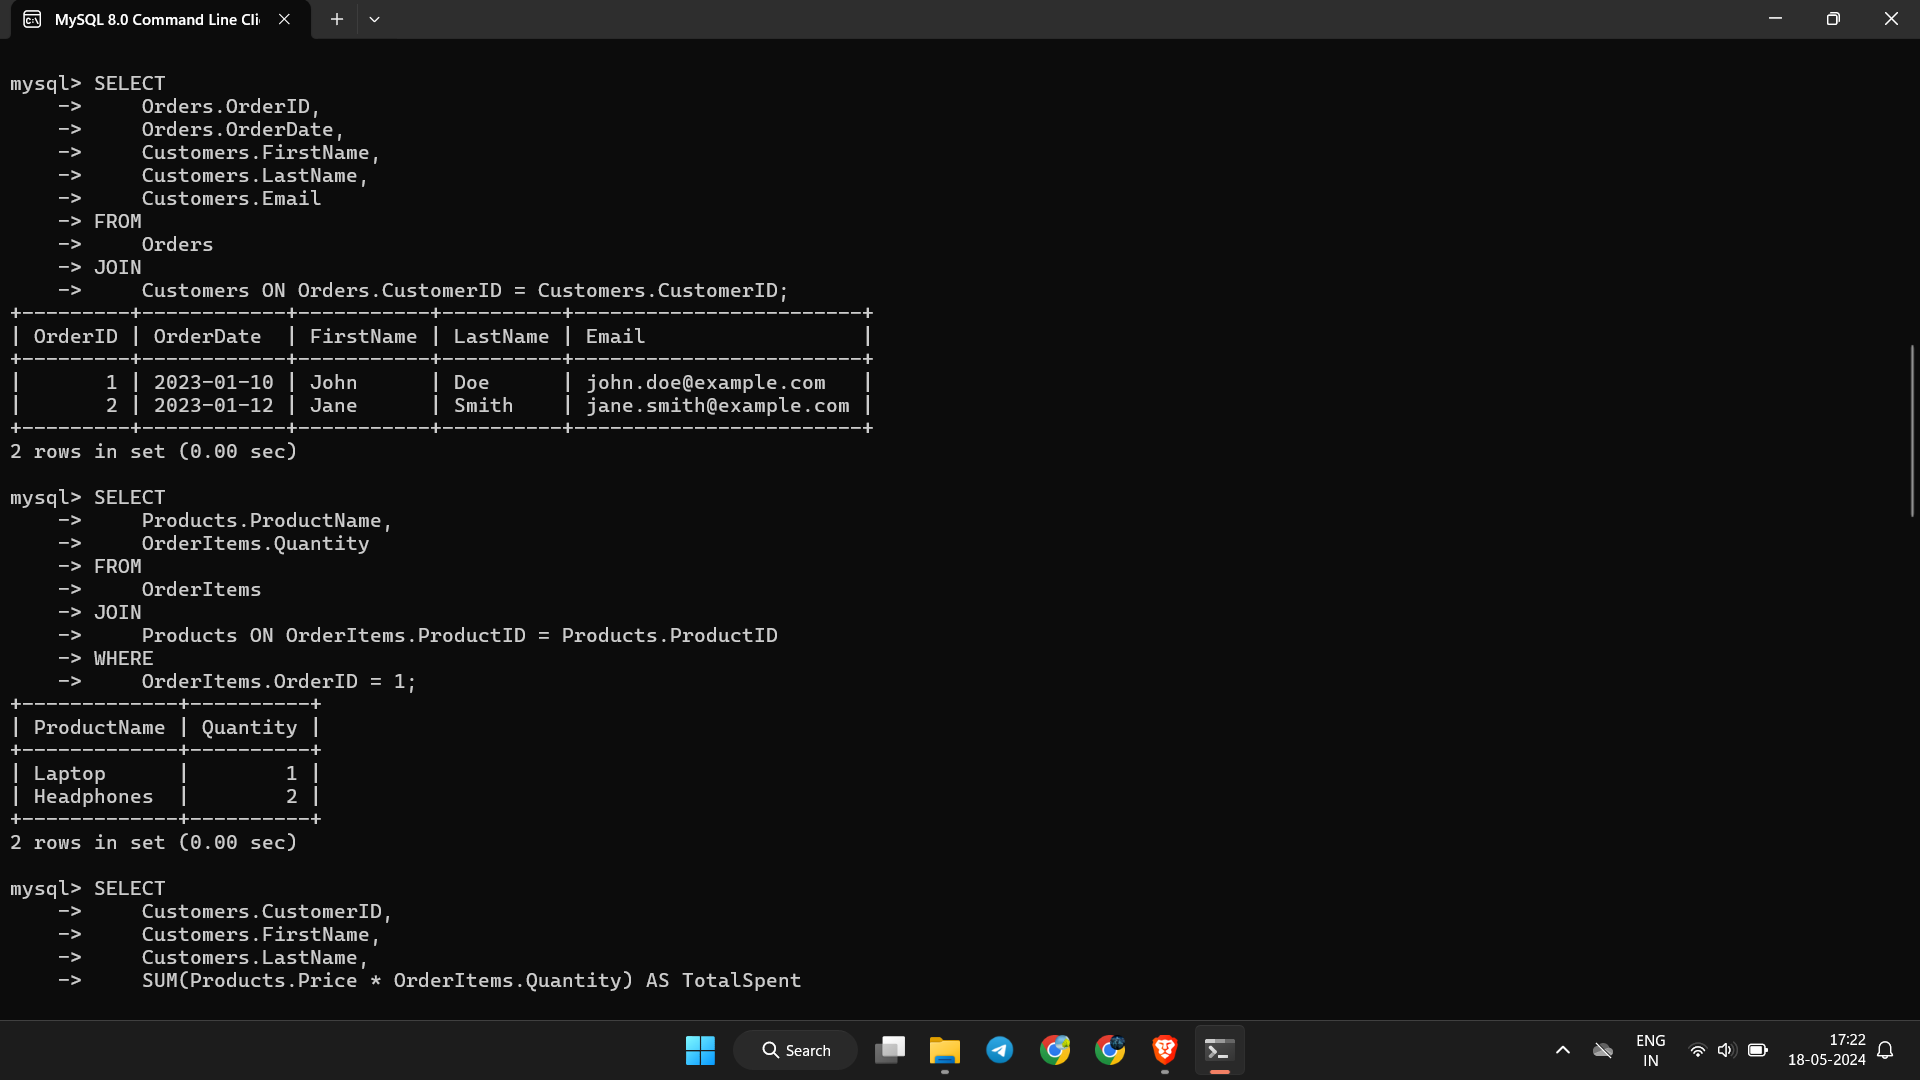 MySQL 8.0 Command Line Cli
mysql> SELECT
    ->     Orders.OrderID,
    ->     Orders.OrderDate,
    ->     Customers.FirstName,
    ->     Customers.LastName,
    ->     Customers.Email
    -> FROM
    ->     Orders
    -> JOIN
    ->     Customers ON Orders.CustomerID = Customers.CustomerID;
+---------+------------+-----------+----------+------------------------+
| OrderID | OrderDate  | FirstName | LastName | Email                  |
+---------+------------+-----------+----------+------------------------+
|       1 | 2023-01-10 | John      | Doe      | john.doe@example.com   |
|       2 | 2023-01-12 | Jane      | Smith    | jane.smith@example.com |
+---------+------------+-----------+----------+------------------------+
2 rows in set (0.00 sec)
mysql> SELECT
    ->     Products.ProductName,
    ->     OrderItems.Quantity
    -> FROM
    ->     OrderItems
    -> JOIN
    ->     Products ON OrderItems.ProductID = Products.ProductID
    -> WHERE
    ->     OrderItems.OrderID = 1;
+-------------+----------+
| ProductName | Quantity |
+-------------+----------+
| Laptop      |        1 |
| Headphones  |        2 |
+-------------+----------+
2 rows in set (0.00 sec)
mysql> SELECT
    ->     Customers.CustomerID,
    ->     Customers.FirstName,
    ->     Customers.LastName,
    ->     SUM(Products.Price * OrderItems.Quantity) AS TotalSpent
Search
ENG
IN
17:22
18-05-2024